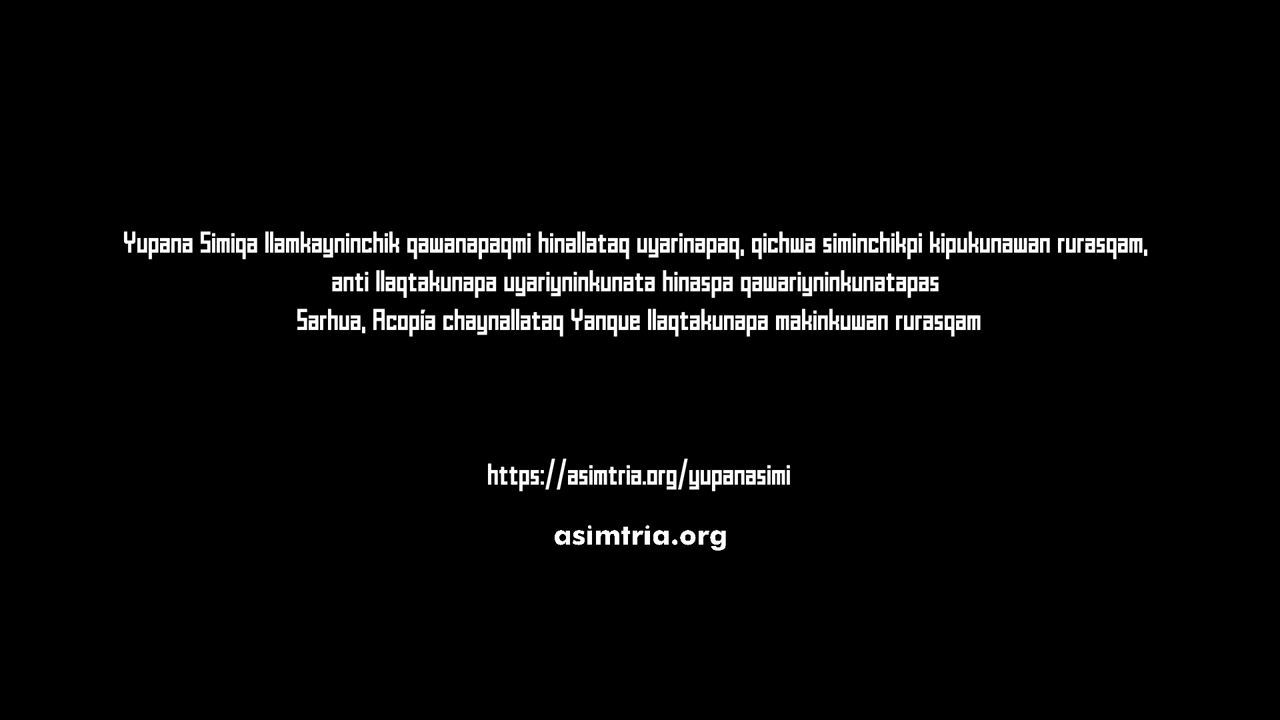 Yupana Simiqa llamkayninchik qawanapaqmi hinallataq uyarinapaq, qichwa siminchikpi kipukunawan rurasqam,
anti llaqtakunapa uyariyninkunata hinaspa qawariyninkunatapas
Sarhua, Acopía chaynallataq Yanque llaqtakunapa makinkuwan rurasqam
https://asimtria.org/yupanasimi
asimtria.org